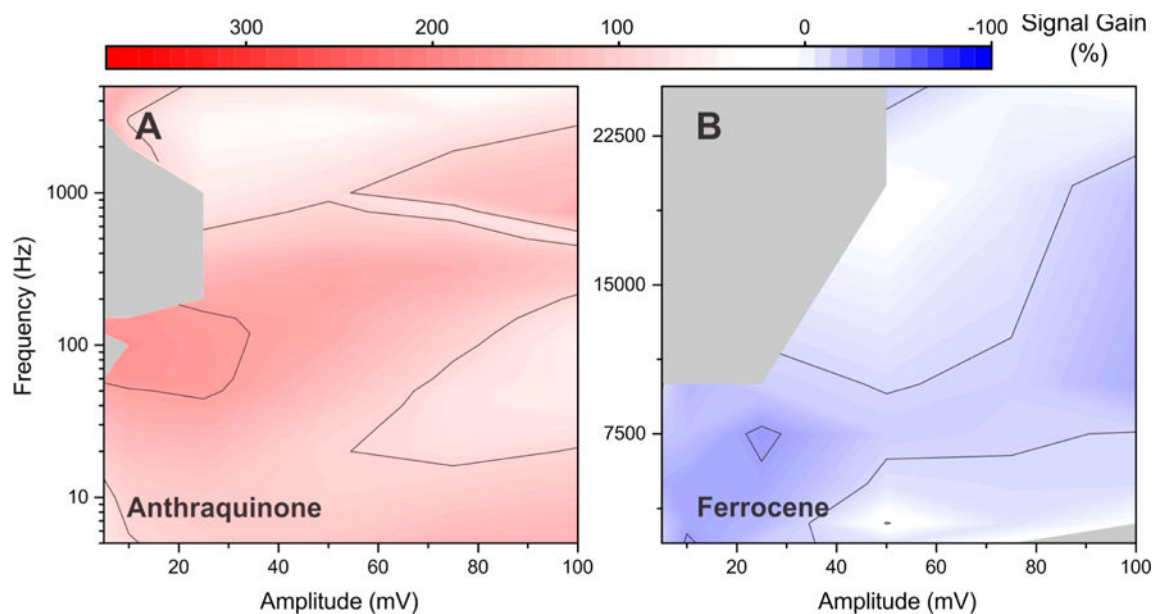 300 200 100 0 -100 Signal Gain
(%)
A B
1000
100
10
Frequency (Hz)
22500
15000
7500
Anthraquinone Ferrocene
20 40 60 80 100
20 40 60 80 100
Amplitude (mV) Amplitude (mV)